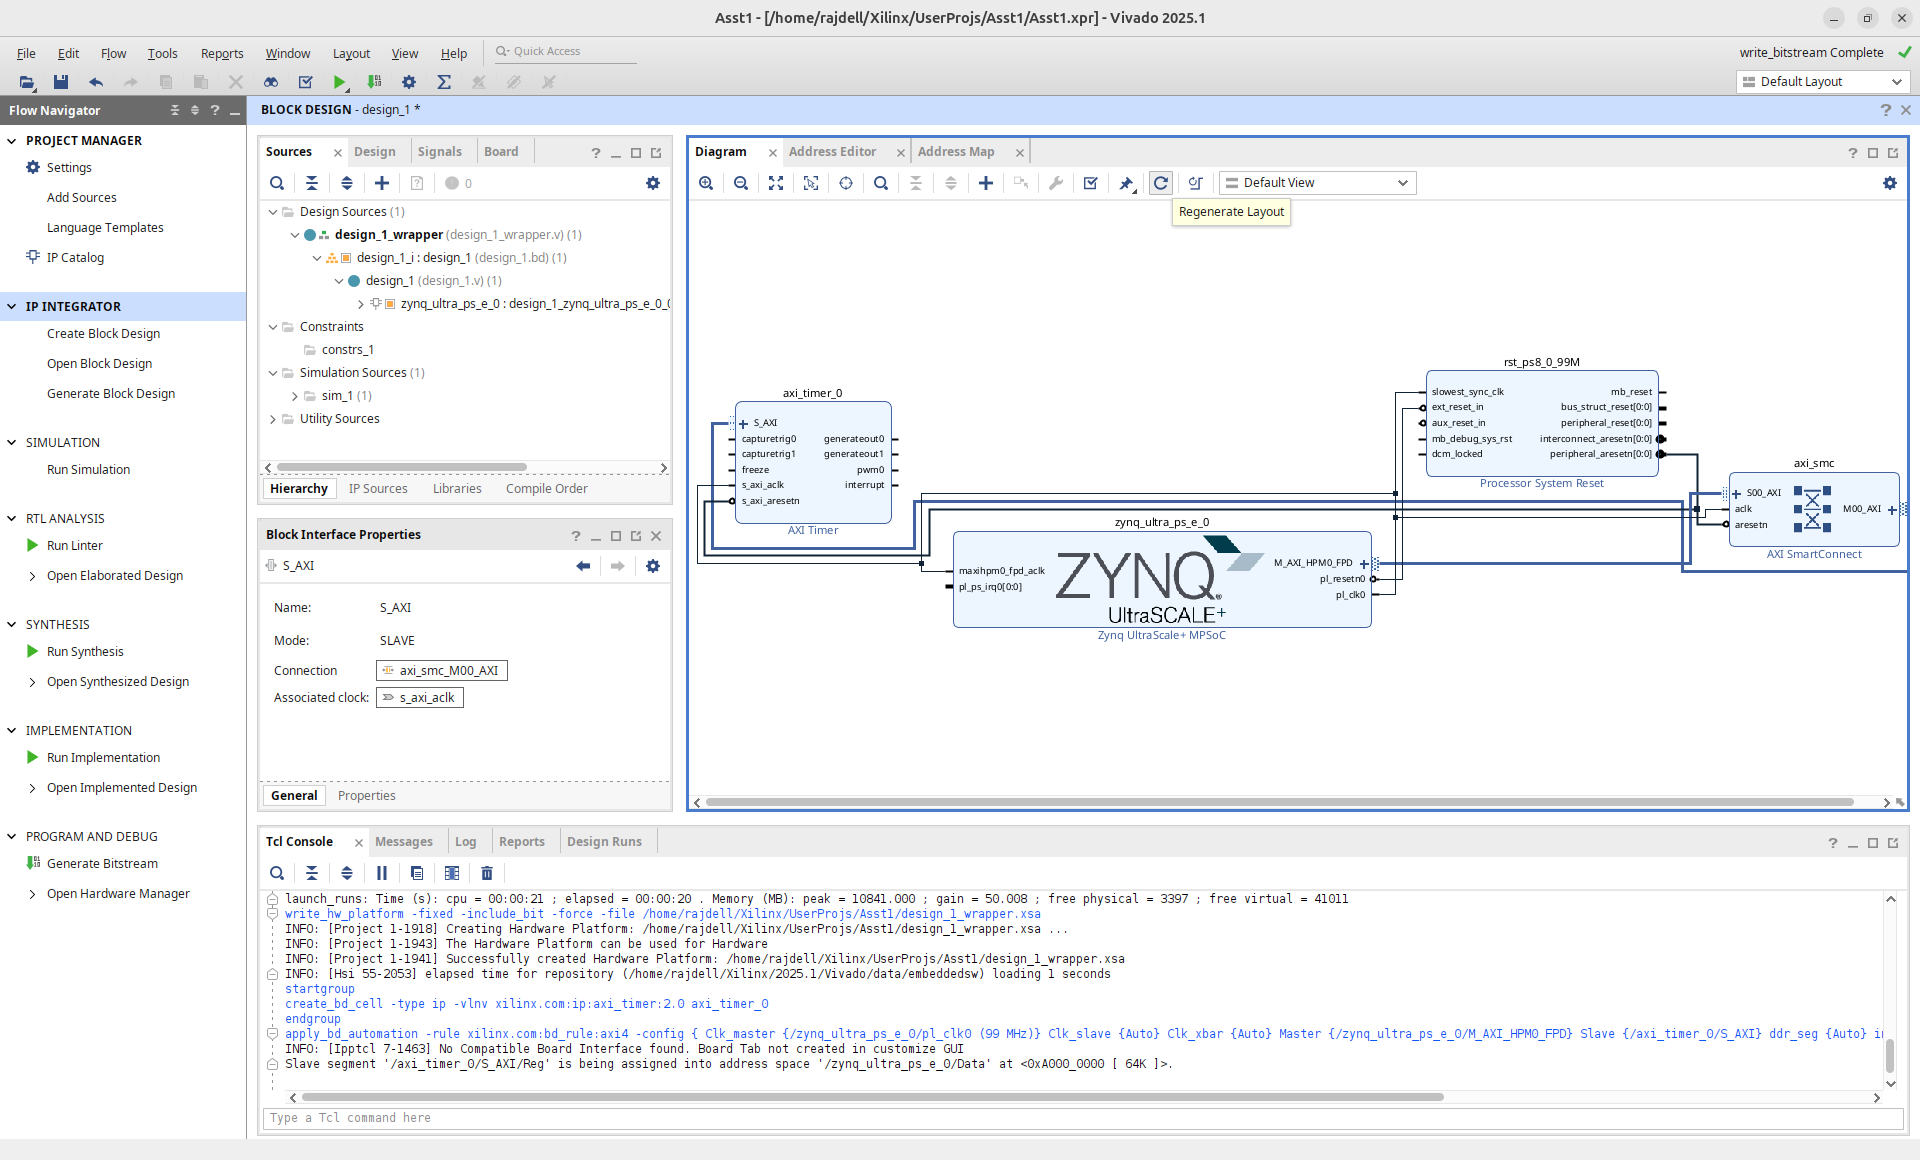 Asst1 - [/home/rajdell/Xilinx/UserProjs/Asst1/Asst1.xpr] - Vivado 2025.1
File Edit Flow Tools Reports Window Layout View Help Quick Access
write_bitstream Complete
Default Layout
Flow Navigator
PROJECT MANAGER
Settings
Add Sources
Language Templates
IP Catalog
IP INTEGRATOR
Create Block Design
Open Block Design
Generate Block Design
SIMULATION
Run Simulation
RTL ANALYSIS
Run Linter
Open Elaborated Design
SYNTHESIS
Run Synthesis
Open Synthesized Design
IMPLEMENTATION
Run Implementation
Open Implemented Design
PROGRAM AND DEBUG
Generate Bitstream
Open Hardware Manager
BLOCK DESIGN - design_1 *
Sources Design Signals Board
0
Design Sources (1)
design_1_wrapper (design_1_wrapper.v) (1)
design_1_i : design_1 (design_1.bd) (1)
design_1 (design_1.v) (1)
zynq_ultra_ps_e_0 : design_1_zynq_ultra_ps_e_0_0
Constraints
constrs_1
Simulation Sources (1)
sim_1 (1)
Utility Sources
Hierarchy IP Sources Libraries Compile Order
Block Interface Properties
S_AXI
Name: S_AXI
Mode: SLAVE
Connection axi_smc_M00_AXI
Associated clock: s_axi_aclk
General Properties
Diagram Address Editor Address Map
Default View
Regenerate Layout
axi_timer_0
S_AXI
capturetrig0 generateout0
capturetrig1 generateout1
freeze pwm0
s_axi_aclk interrupt
s_axi_aresetn
AXI Timer
zynq_ultra_ps_e_0
maxihpm0_fpd_aclk
pl_ps_irq0[0:0]
ZYNQ
UltraSCALE+
M_AXI_HPM0_FPD
pl_resetn0
pl_clk0
Zynq UltraScale+ MPSoC
rst_ps8_0_99M
slowest_sync_clk mb_reset
ext_reset_in bus_struct_reset[0:0]
aux_reset_in peripheral_reset[0:0]
mb_debug_sys_rst interconnect_aresetn[0:0]
dcm_locked peripheral_aresetn[0:0]
Processor System Reset
axi_smc
S00_AXI
aclk M00_AXI
aresetn
AXI SmartConnect
Tcl Console Messages Log Reports Design Runs
launch_runs: Time (s): cpu = 00:00:21 ; elapsed = 00:00:20 . Memory (MB): peak = 10841.000 ; gain = 50.008 ; free physical = 3397 ; free virtual = 41011
write_hw_platform -fixed -include_bit -force -file /home/rajdell/Xilinx/UserProjs/Asst1/design_1_wrapper.xsa
INFO: [Project 1-1918] Creating Hardware Platform: /home/rajdell/Xilinx/UserProjs/Asst1/design_1_wrapper.xsa ...
INFO: [Project 1-1943] The Hardware Platform can be used for Hardware
INFO: [Project 1-1941] Successfully created Hardware Platform: /home/rajdell/Xilinx/UserProjs/Asst1/design_1_wrapper.xsa
INFO: [Hsi 55-2053] elapsed time for repository (/home/rajdell/Xilinx/2025.1/Vivado/data/embeddedsw) loading 1 seconds
startgroup
create_bd_cell -type ip -vlnv xilinx.com:ip:axi_timer:2.0 axi_timer_0
endgroup
apply_bd_automation -rule xilinx.com:bd_rule:axi4 -config { Clk_master {/zynq_ultra_ps_e_0/pl_clk0 (99 MHz)} Clk_slave {Auto} Clk_xbar {Auto} Master {/zynq_ultra_ps_e_0/M_AXI_HPM0_FPD} Slave {/axi_timer_0/S_AXI} ddr_seg {Auto}
INFO: [Ipptcl 7-1463] No Compatible Board Interface found. Board Tab not created in customize GUI
Slave segment '/axi_timer_0/S_AXI/Reg' is being assigned into address space '/zynq_ultra_ps_e_0/Data' at <0xA000_0000 [ 64K ]>.
Type a Tcl command here